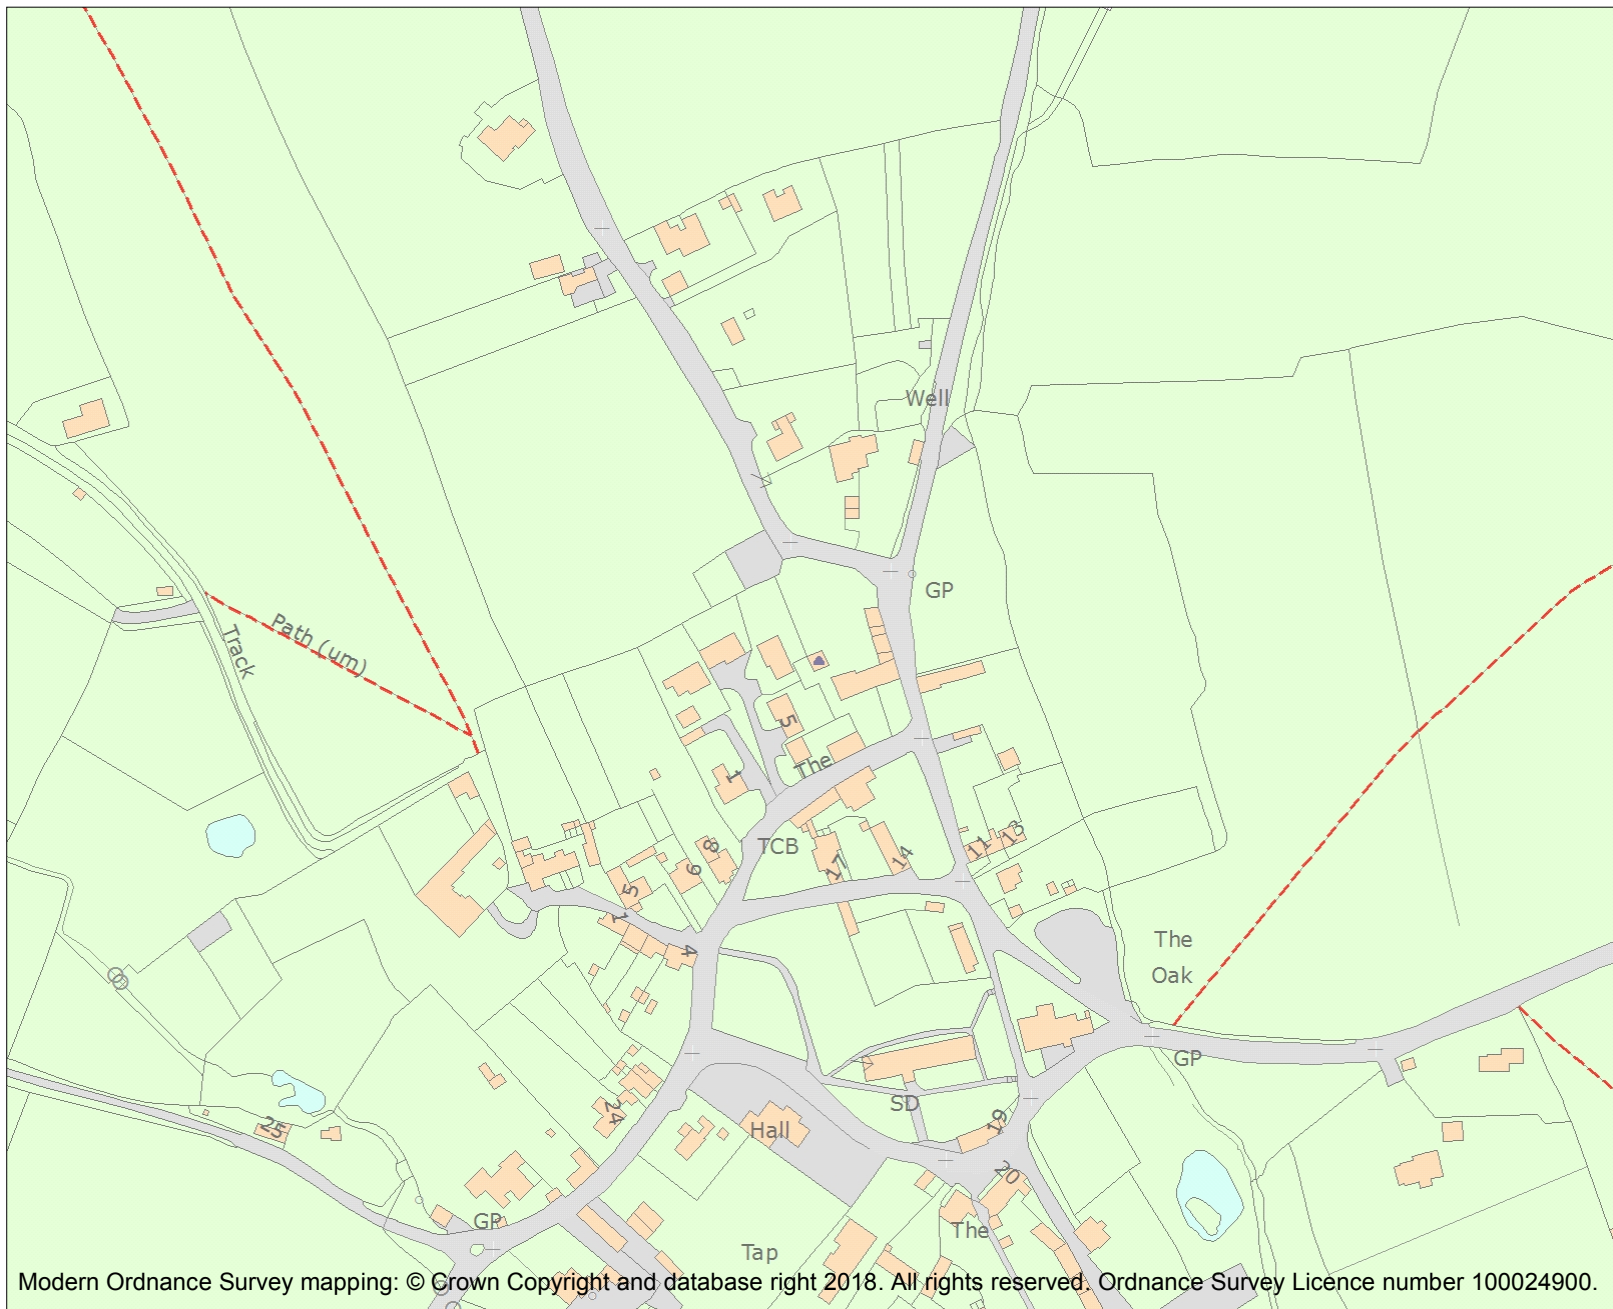 Well
GP
Path (um)
Track
5
The
1
TCB
8
6
17
14
11
13
5
1
4
The
Oak
GP
SD
24
Hall
19
25
20
GP
The
Tap
Modern Ordnance Survey mapping: © Crown Copyright and database right 2018. All rights reserved. Ordnance Survey Licence number 100024900.